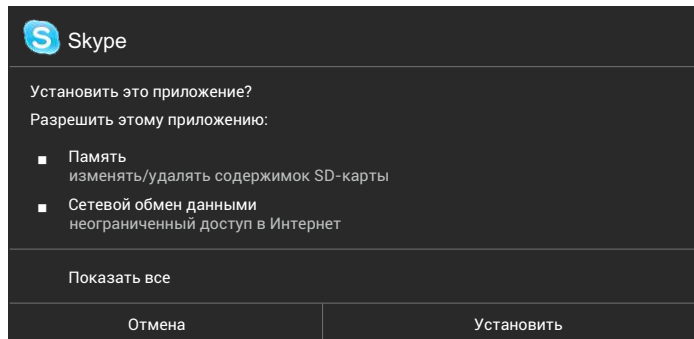 S Skype
Установить это приложение?
Разрешить этому приложению:
Память
изменять/удалять содержимок SD-карты
Сетевой обмен данными
неограниченный доступ в Интернет
Показать все
Отмена
Установить